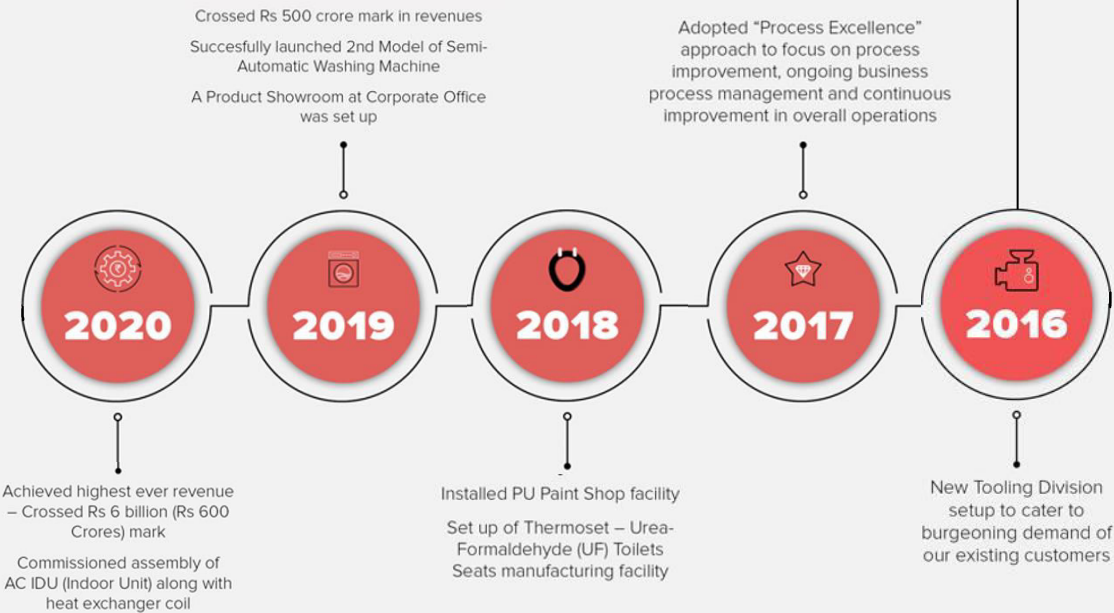 Crossed Rs 500 crore mark in revenues
Succesfully launched 2nd Model of Semi-
Automatic Washing Machine
A Product Showroom at Corporate Office
was set up
Adopted “Process Excellence”
approach to focus on process
improvement, ongoing business
process management and continuous
improvement in overall operations
2020
2019
2018
2017
2016
Achieved highest ever revenue
– Crossed Rs 6 billion (Rs 600
Crores) mark
Commissioned assembly of
AC IDU (Indoor Unit) along with
heat exchanger coil
Installed PU Paint Shop facility
Set up of Thermoset – Urea-
Formaldehyde (UF) Toilets
Seats manufacturing facility
New Tooling Division
setup to cater to
burgeoning demand of
our existing customers